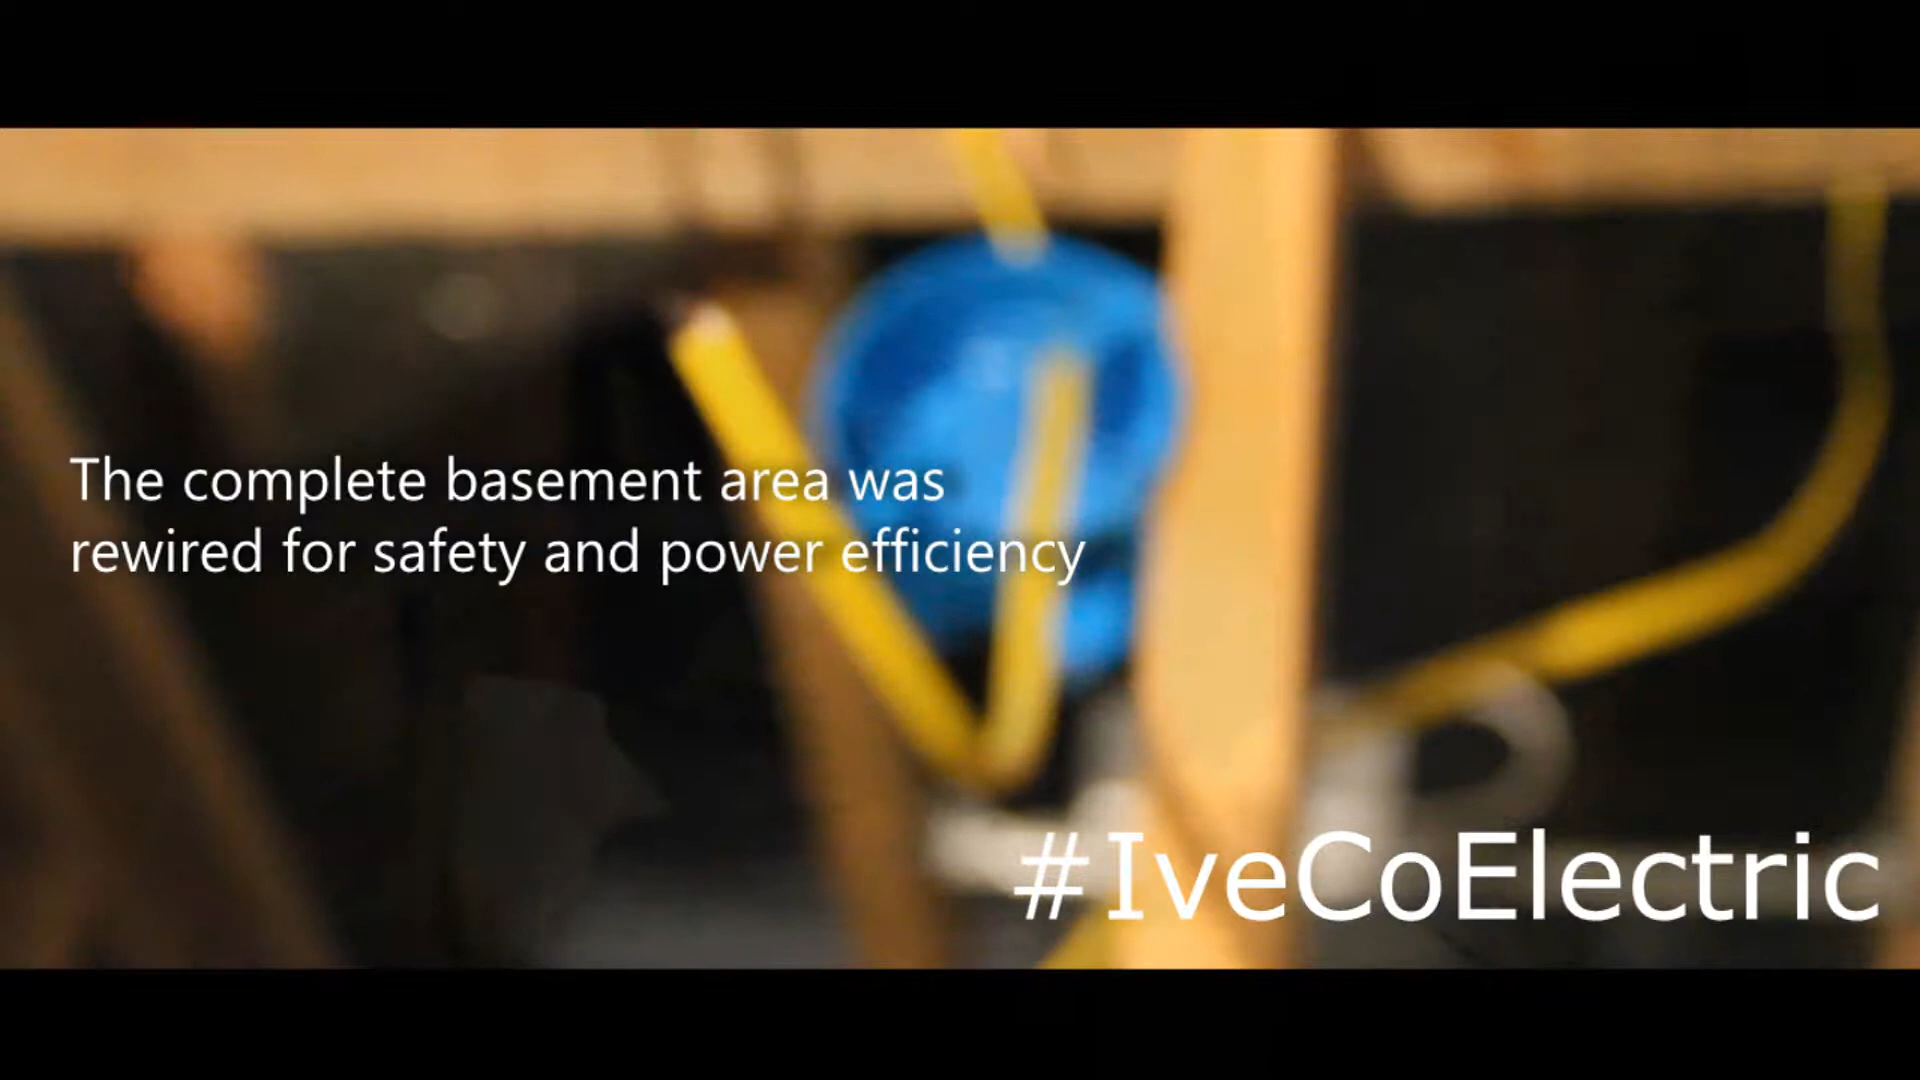 The complete basement area was
rewired for safety and power efficiency
#IveCoElectric